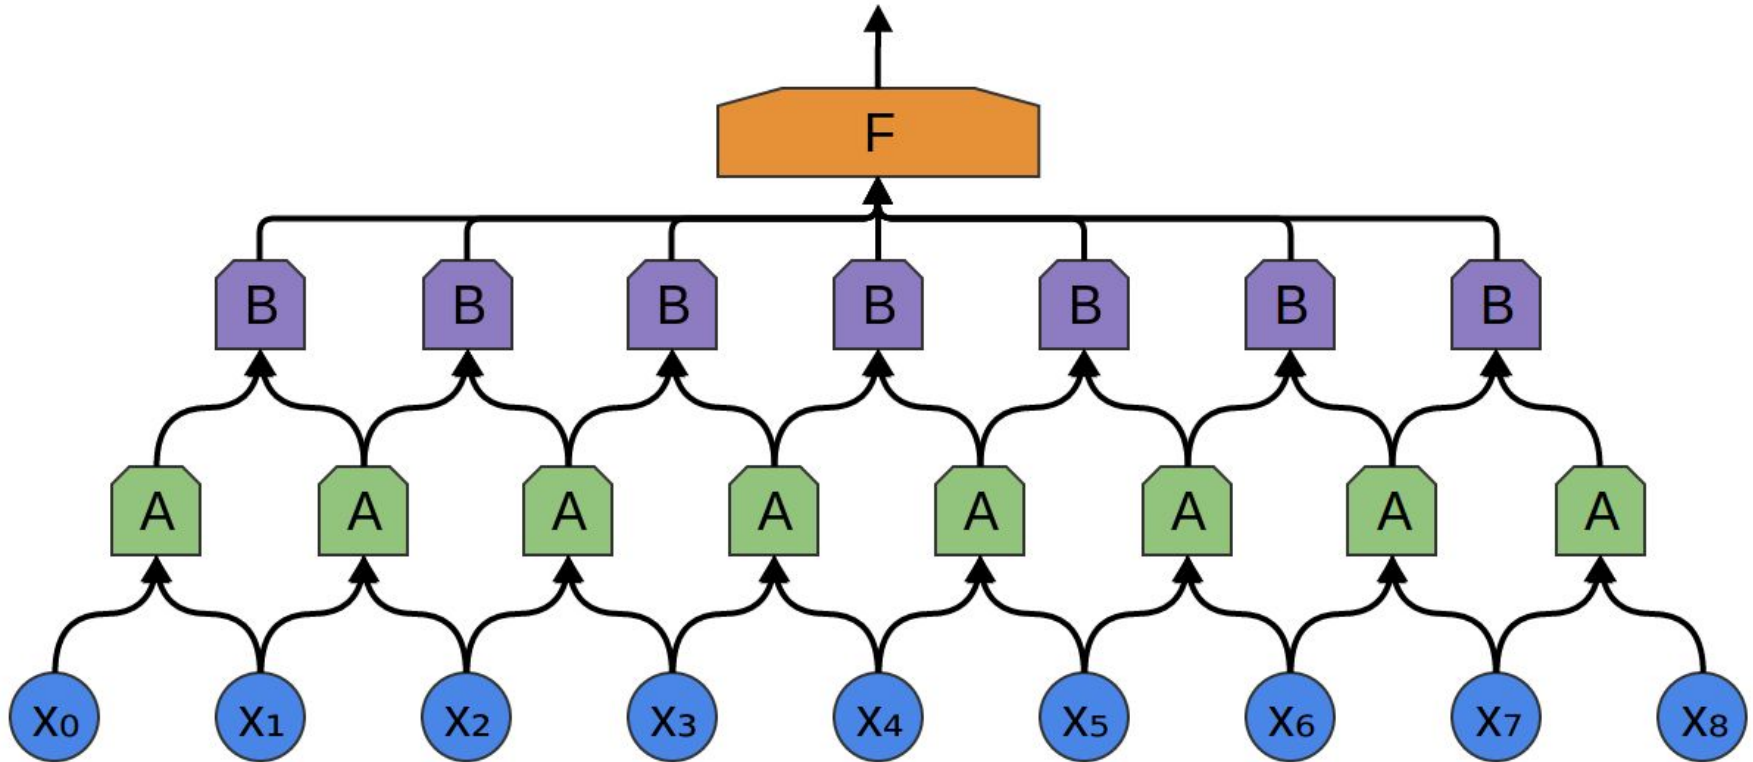 F
B B B B B B B
A A A A A A A A
x₀ x₁ x₂ x₃ x₄ x₅ x₆ x₇ x₈